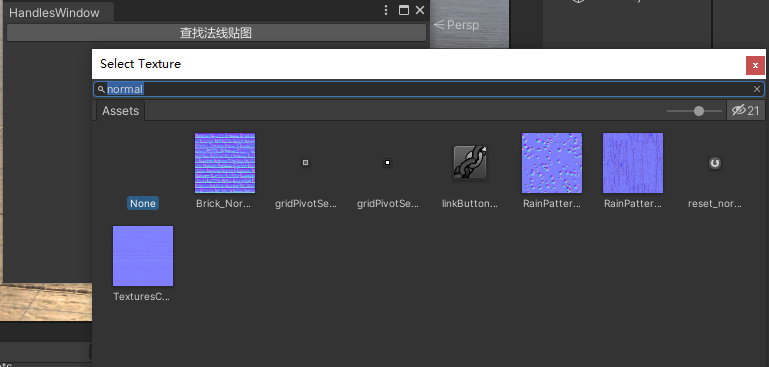 HandlesWindow
查找法线贴图
Persp
Select Texture
x
normal
Assets
21
None
Brick_Nor...
gridPivotSe...
gridPivotSe...
linkButton...
RainPatter...
RainPatter...
reset_nor...
TexturesC...